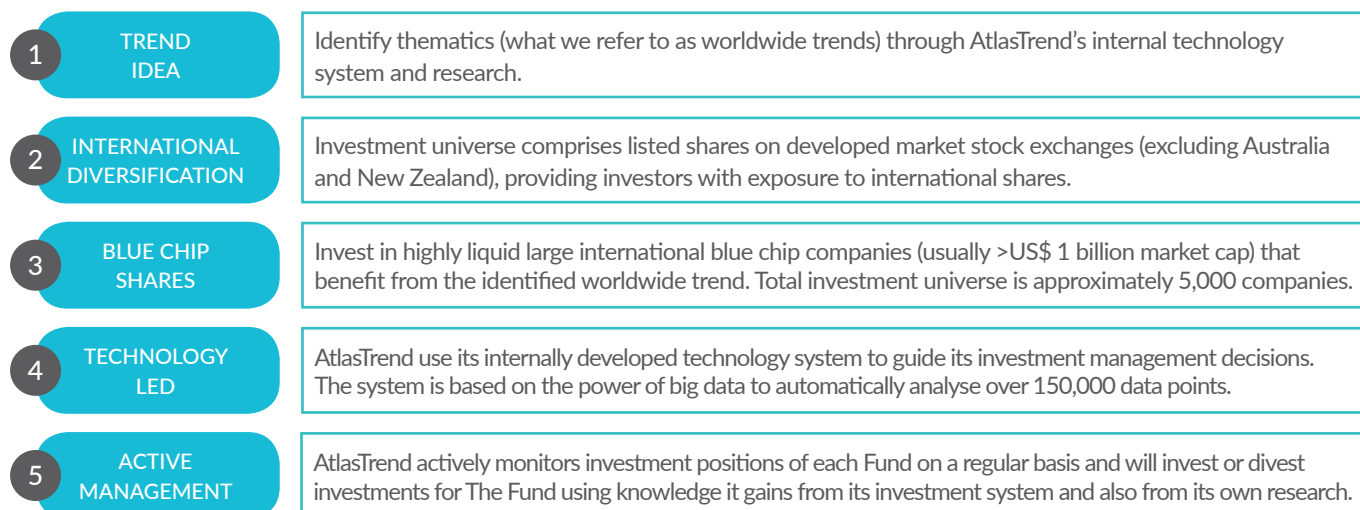 1
TREND
IDEA
Identify thematics (what we refer to as worldwide trends) through AtlasTrend's internal technology
system and research.
2
INTERNATIONAL
DIVERSIFICATION
Investment universe comprises listed shares on developed market stock exchanges (excluding Australia
and New Zealand), providing investors with exposure to international shares.
3
BLUE CHIP
SHARES
Invest in highly liquid large international blue chip companies (usually >US$ 1 billion market cap) that
benefit from the identified worldwide trend. Total investment universe is approximately 5,000 companies.
4
TECHNOLOGY
LED
AtlasTrend use its internally developed technology system to guide its investment management decisions.
The system is based on the power of big data to automatically analyse over 150,000 data points.
5
ACTIVE
MANAGEMENT
AtlasTrend actively monitors investment positions of each Fund on a regular basis and will invest or divest
investments for The Fund using knowledge it gains from its investment system and also from its own research.